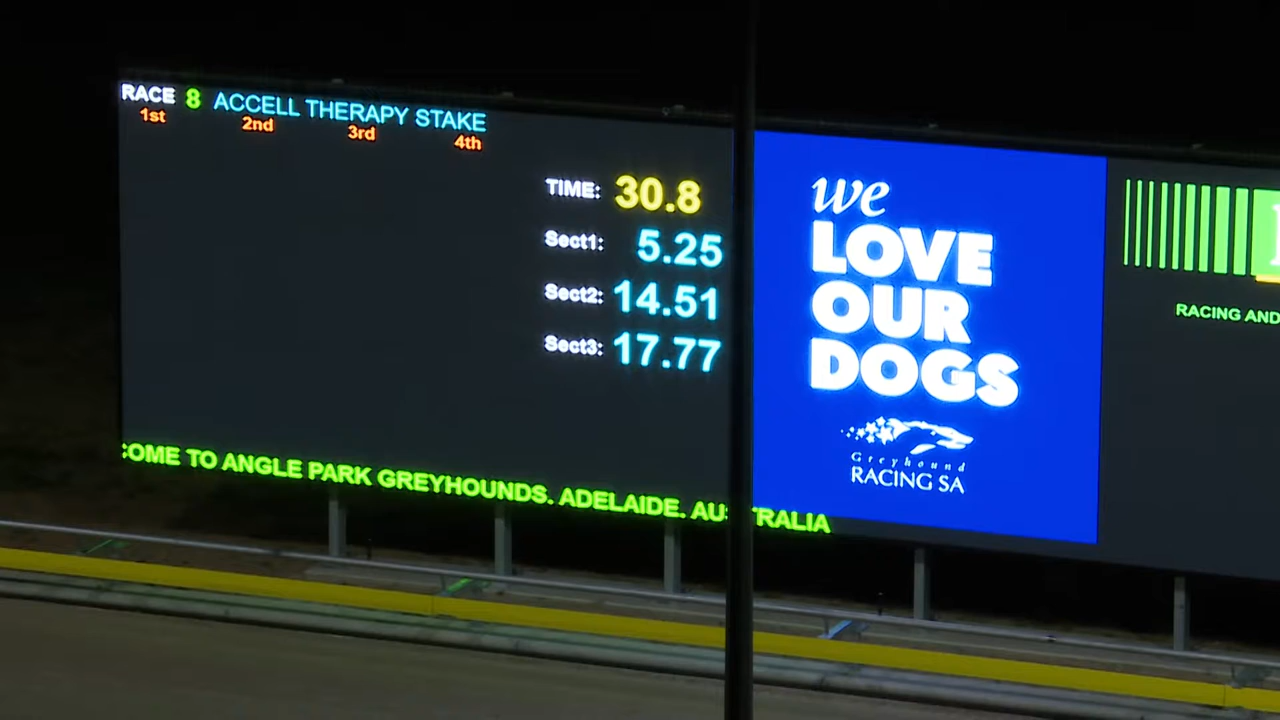 RACE 8 ACCELL THERAPY STAKE
1st 2nd 3rd 4th
TIME: 30.8
Sect1: 5.25
Sect2: 14.51
Sect3: 17.77
COME TO ANGLE PARK GREYHOUNDS. ADELAIDE. AUSTRALIA
we
LOVE
OUR
DOGS
Greyhound
RACING SA
RACING AND